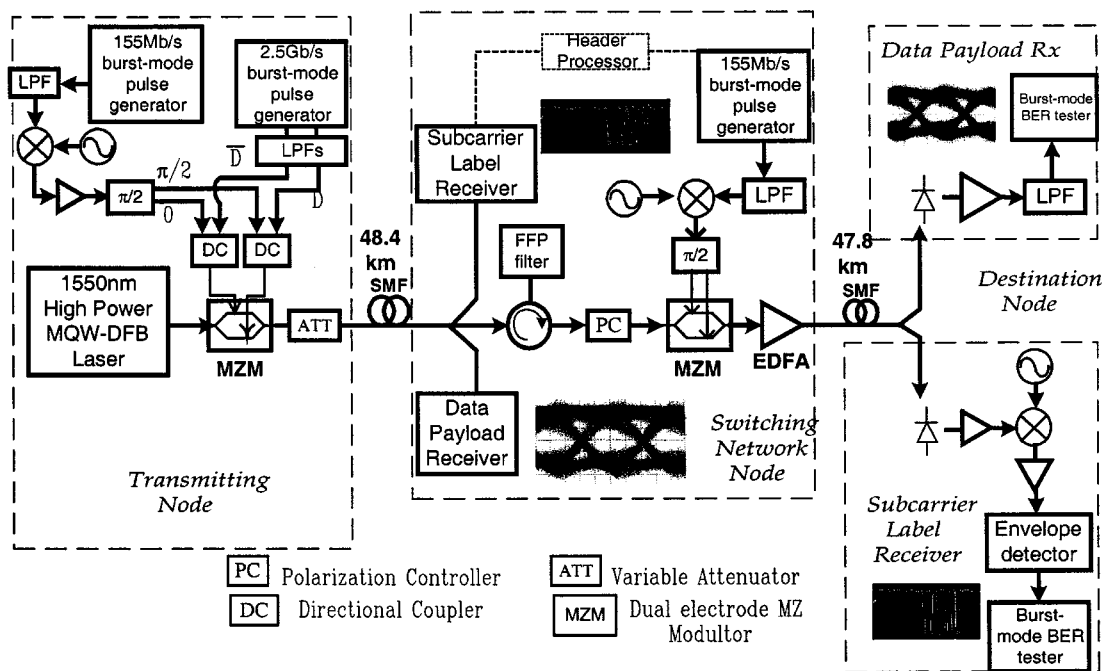 155Mb/s
burst-mode
pulse
generator
2.5Gb/s
burst-mode
pulse
generator
LPF
D̅
LPFs
π/2
π/2
0
D
DC
DC
1550nm
High Power
MQW-DFB
Laser
MZM
ATT
Transmitting
Node
48.4
km
SMF
Header
Processor
155Mb/s
burst-mode
pulse
generator
Subcarrier
Label
Receiver
LPF
FFP
filter
π/2
PC
MZM
EDFA
Data
Payload
Receiver
Switching
Network
Node
47.8
km
SMF
Data Payload Rx
Burst-mode
BER tester
LPF
Destination
Node
Subcarrier
Label
Receiver
Envelope
detector
Burst-
mode BER
tester
PC Polarization Controller
ATT Variable Attenuator
DC Directional Coupler
MZM Dual electrode MZ
Modultor